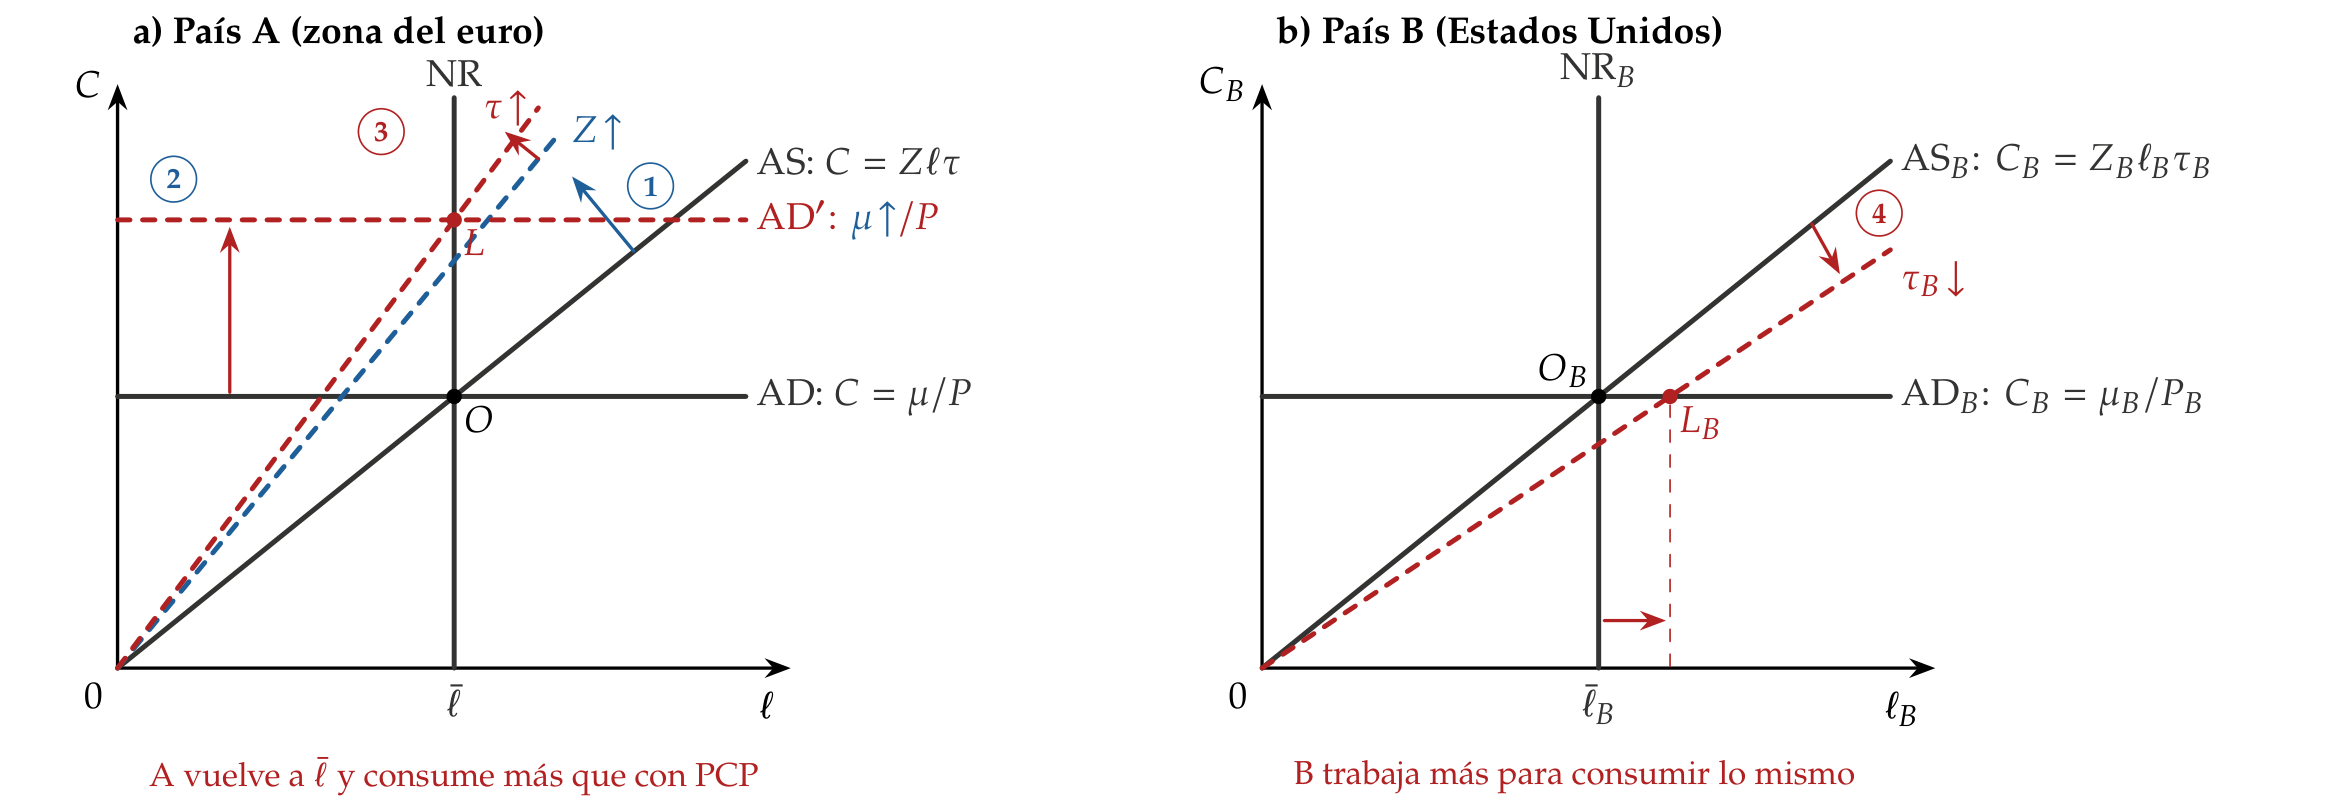 a) País A (zona del euro)
C
NR
τ↑
Z↑
3
2
1
AS: C = Zℓτ
AD′: μ↑/P
L
AD: C = μ/P
O
0
ℓ̄
ℓ
A vuelve a ℓ̄ y consume más que con PCP
b) País B (Estados Unidos)
C_B
NR_B
AS_B: C_B = Z_Bℓ_Bτ_B
4
τ_B↓
O_B
AD_B: C_B = μ_B/P_B
L_B
0
ℓ̄_B
ℓ_B
B trabaja más para consumir lo mismo